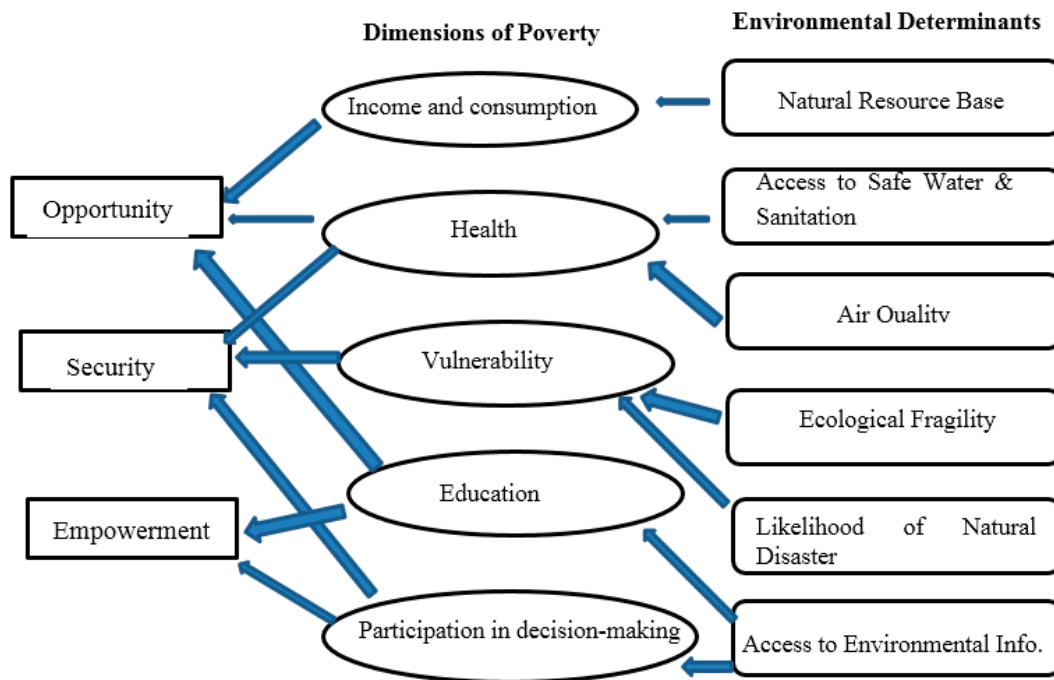 Dimensions of Poverty
Environmental Determinants
Income and consumption
Natural Resource Base
Opportunity
Health
Access to Safe Water &
Sanitation
Air Quality
Security
Vulnerability
Ecological Fragility
Education
Empowerment
Likelihood of Natural
Disaster
Participation in decision-making
Access to Environmental Info.